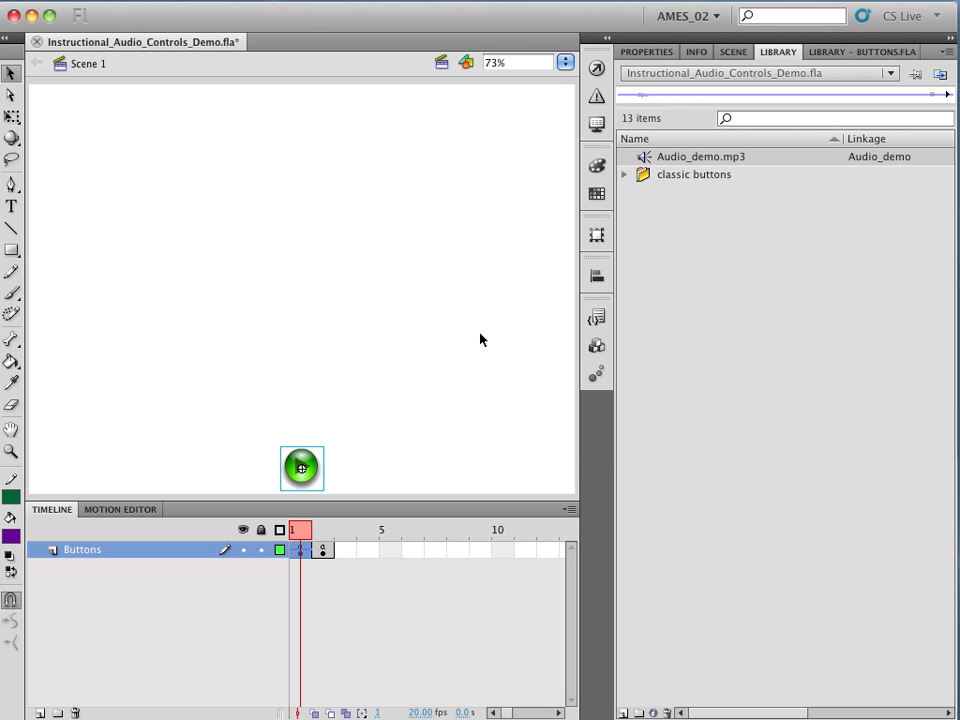 Fl
AMES_02
CS Live
Instructional_Audio_Controls_Demo.fla*
Scene 1
73%
PROPERTIES
INFO
SCENE
LIBRARY
LIBRARY – BUTTONS.FLA
Instructional_Audio_Controls_Demo.fla
13 items
Name
Linkage
Audio_demo.mp3
Audio_demo
classic buttons
T
TIMELINE
MOTION EDITOR
1
5
10
Buttons
a
1
20.00 fps
0.0 s